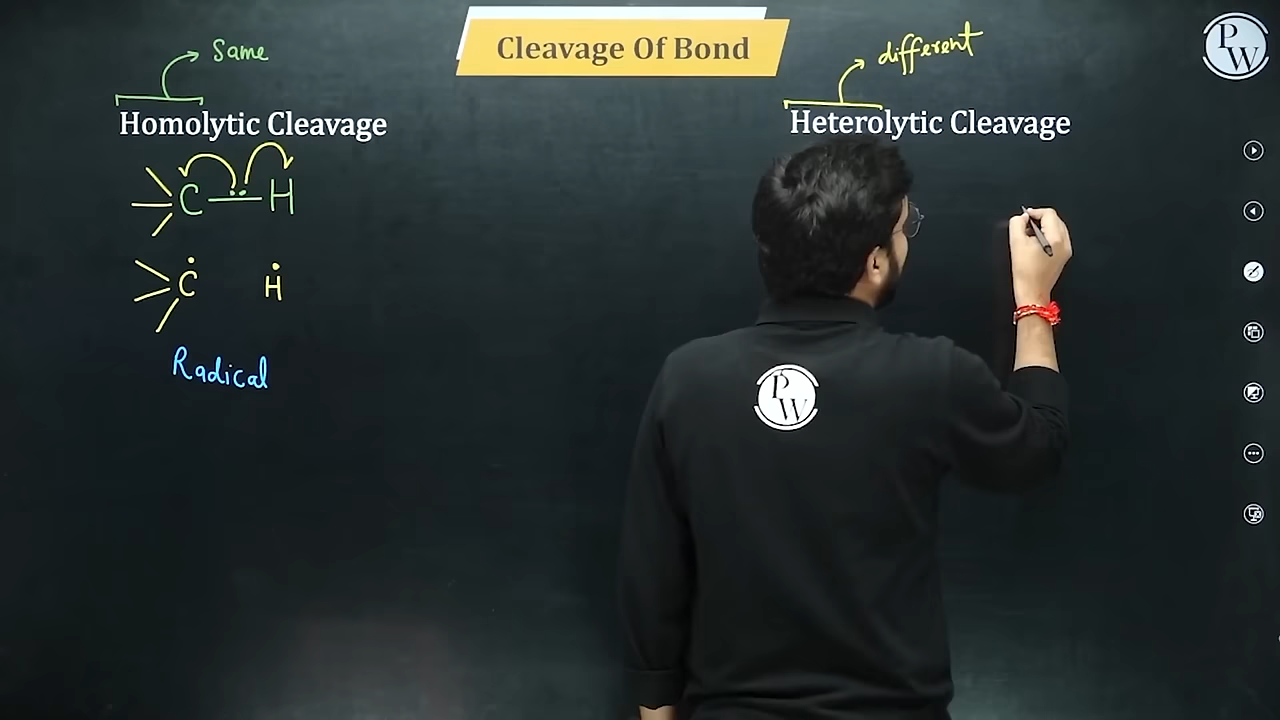 Cleavage Of Bond
Same
Homolytic Cleavage
C — H
Ċ Ḣ
Radical
different
Heterolytic Cleavage
PW
PW